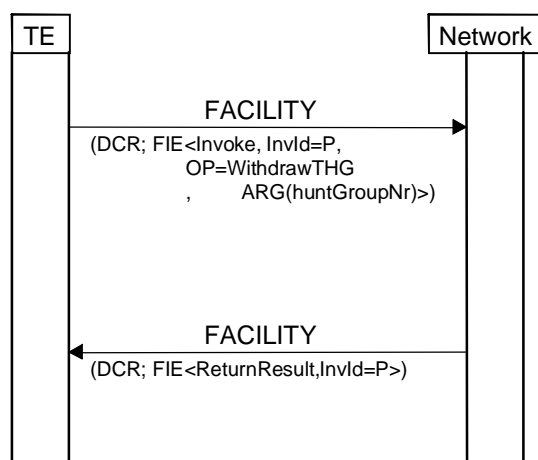 TE
Network
FACILITY
(DCR; FIE<Invoke, InvId=P,
OP=WithdrawTHG
, ARG(huntGroupNr)>)
FACILITY
(DCR; FIE<ReturnResult,InvId=P>)